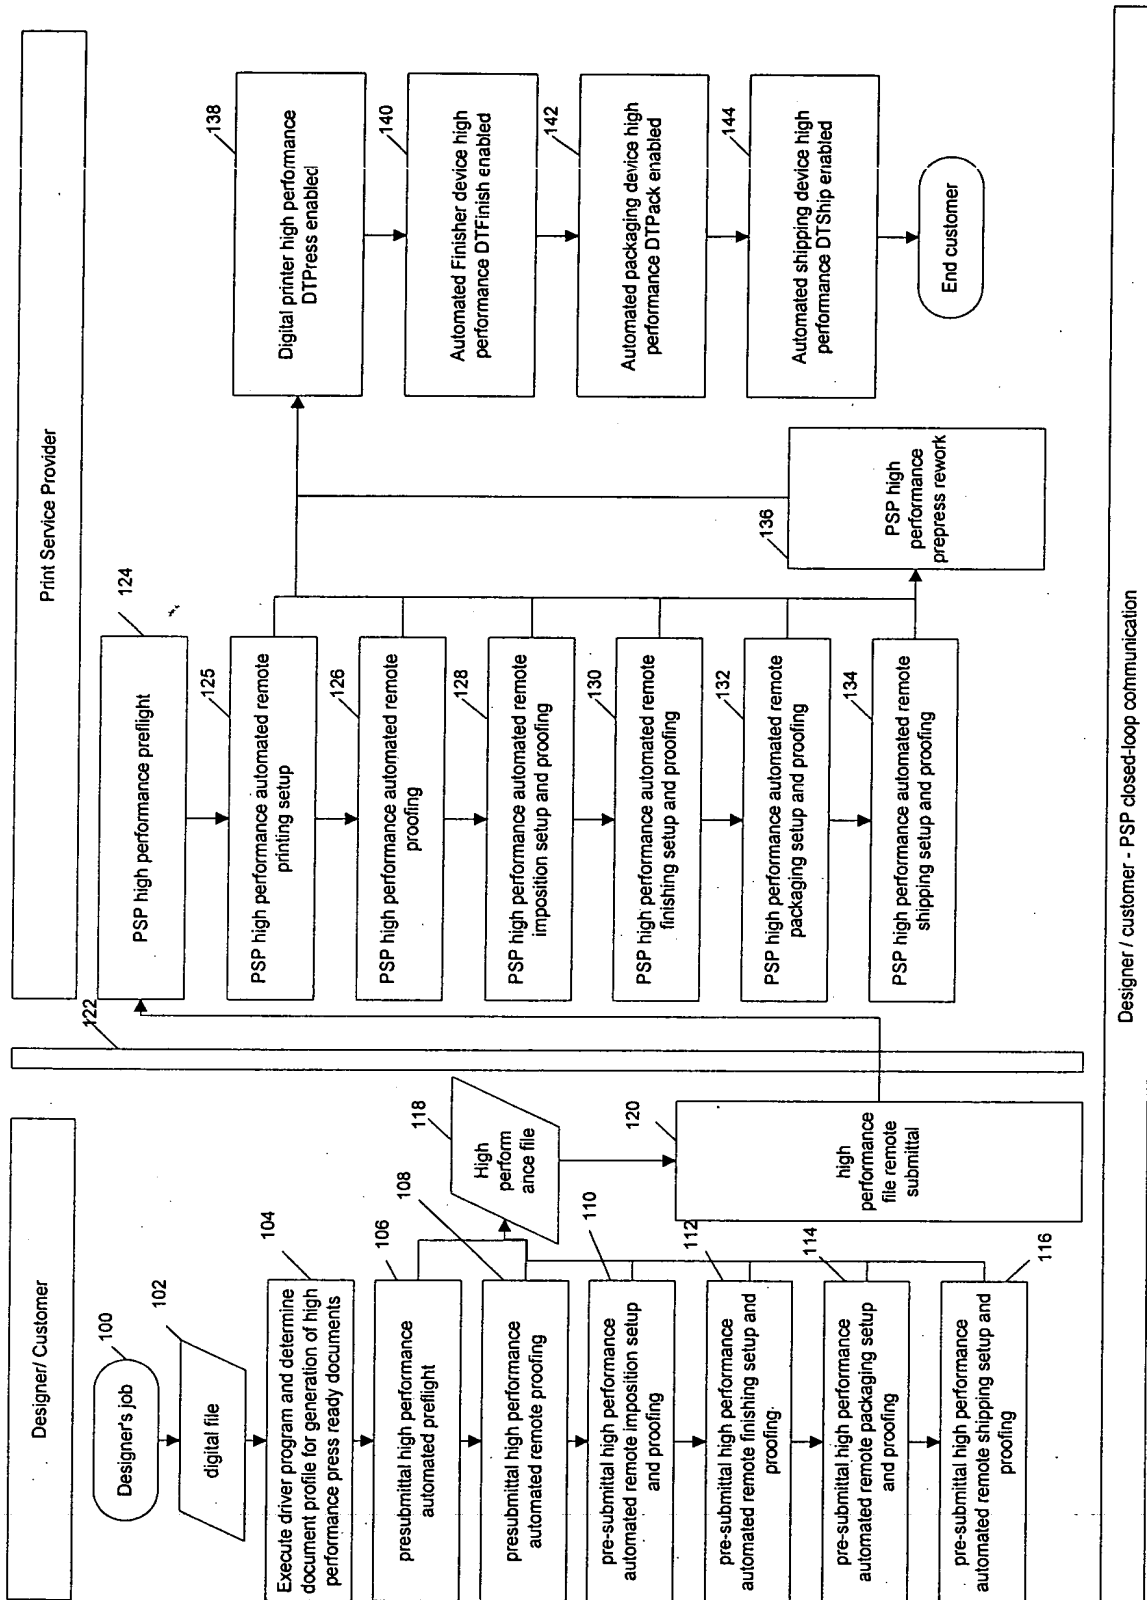 Designer/ Customer
Print Service Provider
100
Designer's job
102
digital file
104
Execute driver program and determine
document profile for generation of high
performance press ready documents
106
presubmittal high performance
automated preflight
108
presubmittal high performance
automated remote proofing
110
pre-submittal high performance
automated remote imposition setup
and proofing
112
pre-submittal high performance
automated remote finishing setup and
proofing
114
pre-submittal high performance
automated remote packaging setup
and proofing
116
pre-submittal high performance
automated remote shipping setup and
proofing
118
High
perform
ance file
120
high
performance
file remote
submittal
122
124
PSP high performance preflight
125
PSP high performance automated remote
printing setup
126
PSP high performance automated remote
proofing
128
PSP high performance automated remote
imposition setup and proofing
130
PSP high performance automated remote
finishing setup and proofing
132
PSP high performance automated remote
packaging setup and proofing
134
PSP high performance automated remote
shipping setup and proofing
136
PSP high
performance
prepress rework
138
Digital printer high performance
DTPress enabled
140
Automated Finisher device high
performance DTFinish enabled
142
Automated packaging device high
performance DTPack enabled
144
Automated shipping device high
performance DTShip enabled
End customer
Designer / customer - PSP closed-loop communication